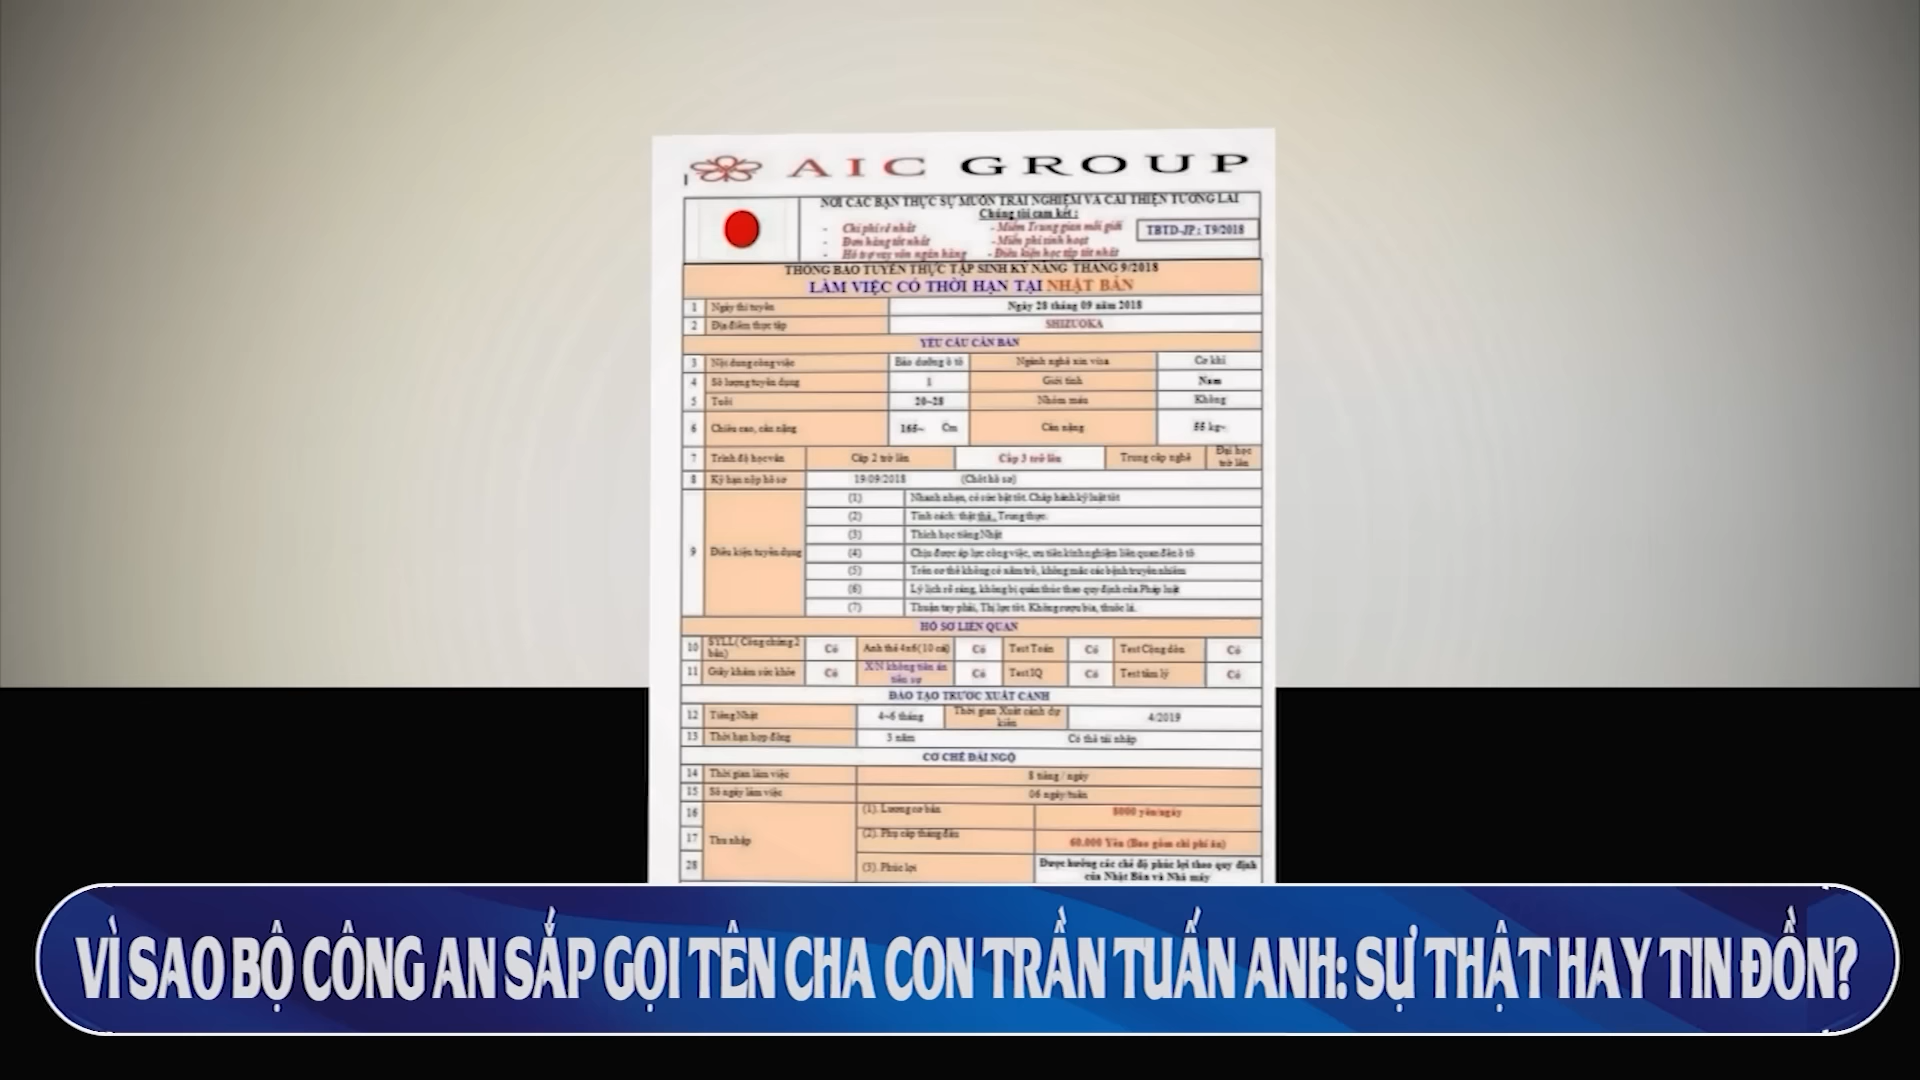 AIC GROUP
NƠI CÁC BẠN THỰC SỰ MUỐN TRẢI NGHIỆM VÀ CẢI THIỆN TƯƠNG LAI
Chúng tôi cam kết :
- Chi phí rẻ nhất - Miễn Trung gian môi giới
TBTD-JP : T9/2018
- Đơn hàng tốt nhất - Miễn phí sinh hoạt
- Hỗ trợ vay vốn ngân hàng - Điều kiện học tập tốt nhất
THÔNG BÁO TUYỂN THỰC TẬP SINH KỸ NĂNG THÁNG 9/2018
LÀM VIỆC CÓ THỜI HẠN TẠI NHẬT BẢN
1 Ngày thi tuyển Ngày 28 tháng 09 năm 2018
2 Địa điểm thực tập SHIZUOKA
YÊU CẦU CĂN BẢN
3 Nội dung công việc Bảo dưỡng ô tô Ngành nghề xin visa Cơ khí
4 Số lượng tuyển dụng 1 Giới tính Nam
5 Tuổi 20~28 Nhóm máu Không
6 Chiều cao, cân nặng 165~ Cm Cân nặng 55 kg~
7 Trình độ học vấn Cấp 2 trở lên Cấp 3 trở lên Trung cấp nghề Đại học trở lên
8 Kỳ hạn nộp hồ sơ 19/09/2018 (Chốt hồ sơ)
9 Điều kiện tuyển dụng
(1) Nhanh nhẹn, có sức bật tốt. Chấp hành kỷ luật tốt
(2) Tính cách: thật thà, Trung thực.
(3) Thích học tiếng Nhật
(4) Chịu được áp lực công việc, ưu tiên kinh nghiệm liên quan đến ô tô
(5) Trên cơ thể không có xăm trổ, không mắc các bệnh truyền nhiễm
(6) Lý lịch rõ ràng, không bị quản thúc theo quy định của Pháp luật
(7) Thuận tay phải, Thị lực tốt. Không rượu bia, thuốc lá.
HỒ SƠ LIÊN QUAN
10 SYLL( Công chứng 2 bản) Có Ảnh thẻ 4x6(10 cái) Có Test Toán Có Test Cộng dồn Có
11 Giấy khám sức khỏe Có XN không tiền án tiền sự Có Test IQ Có Test tâm lý Có
ĐÀO TẠO TRƯỚC XUẤT CẢNH
12 Tiếng Nhật 4~6 tháng Thời gian Xuất cảnh dự kiến 4/2019
13 Thời hạn hợp đồng 3 năm Có thể tái nhập
CƠ CHẾ ĐÃI NGỘ
14 Thời gian làm việc 8 tiếng / ngày
15 Số ngày làm việc 06 ngày/tuần
16 (1). Lương cơ bản 8000 yên/ngày
17 Thu nhập (2). Phụ cấp tháng đầu 60.000 Yên (Bao gồm chi phí ăn)
28 (3). Phúc lợi Được hưởng các chế độ phúc lợi theo quy định của Nhật Bản và Nhà máy
VÌ SAO BỘ CÔNG AN SẮP GỌI TÊN CHA CON TRẦN TUẤN ANH: SỰ THẬT HAY TIN ĐỒN?